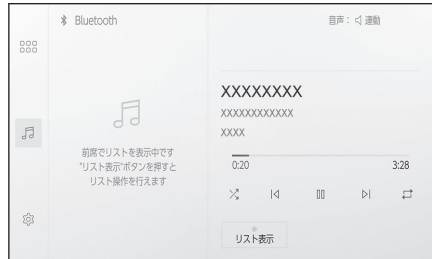 Bluetooth
音声： 連動
前席でリストを表示中です
"リスト表示"ボタンを押すと
リスト操作を行えます
XXXXXXXX
XXXXXXXXXXXX
XXXX
0:20
3:28
リスト表示